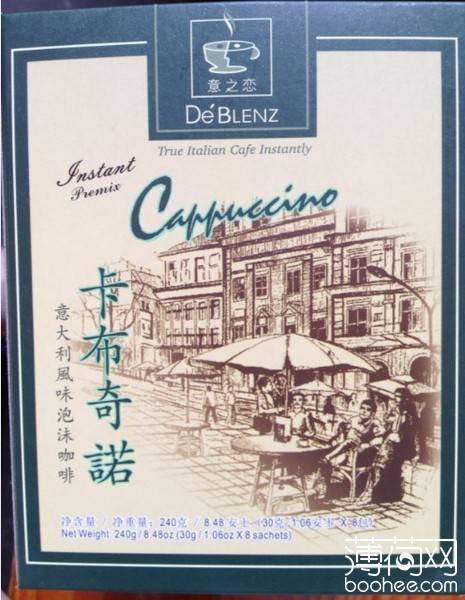 意之恋
De'BLENZ
True Italian Cafe Instantly
Instant
Premix
Cappuccino
卡布奇諾
意大利風味泡沫咖啡
净含量 / 净重量: 240克 / 8.48安士 (30克/1.06安士 X 8包)
Net Weight: 240g / 8.48oz (30g / 1.06oz X 8 sachets)
薄荷网
boohee.com